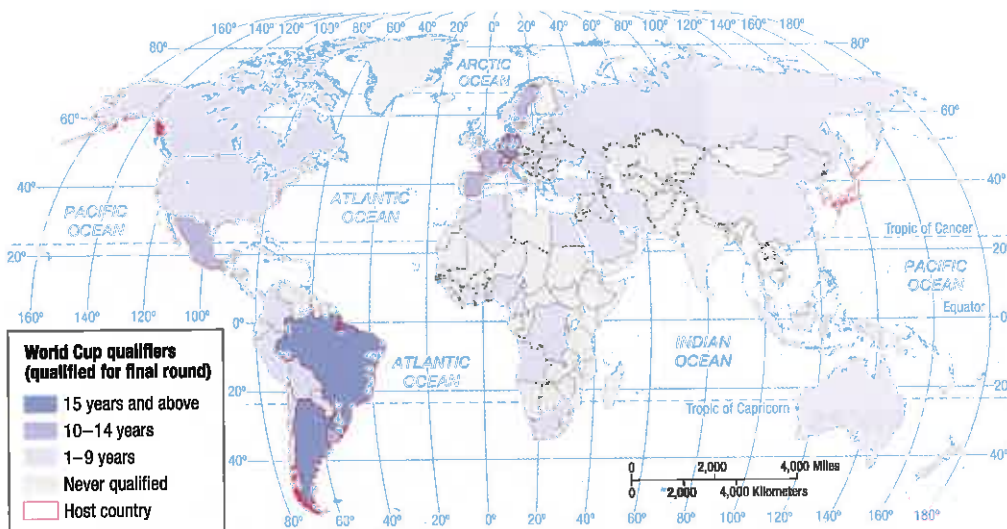 160° 140° 120° 100° 80° 60° 40° 20° 0° 20° 40° 60° 80° 100° 120° 140° 160°
80° 80°
ARCTIC
OCEAN
60° 60°
40° 40°
PACIFIC
OCEAN
ATLANTIC
OCEAN
Tropic of Cancer
20° 20°
PACIFIC
OCEAN
Equator
160° 140° 120° 100° 0° 0° 160° 180°
INDIAN
OCEAN
ATLANTIC
OCEAN
20° 20°
Tropic of Capricorn
40° 40°
World Cup qualifiers
(qualified for final round)
15 years and above
10–14 years
1–9 years
Never qualified
Host country
0 2,000 4,000 Miles
0 2,000 4,000 Kilometers
80° 63° 40° 20° 0° 20° 40° 60° 80° 100° 120° 140° 160° 180°